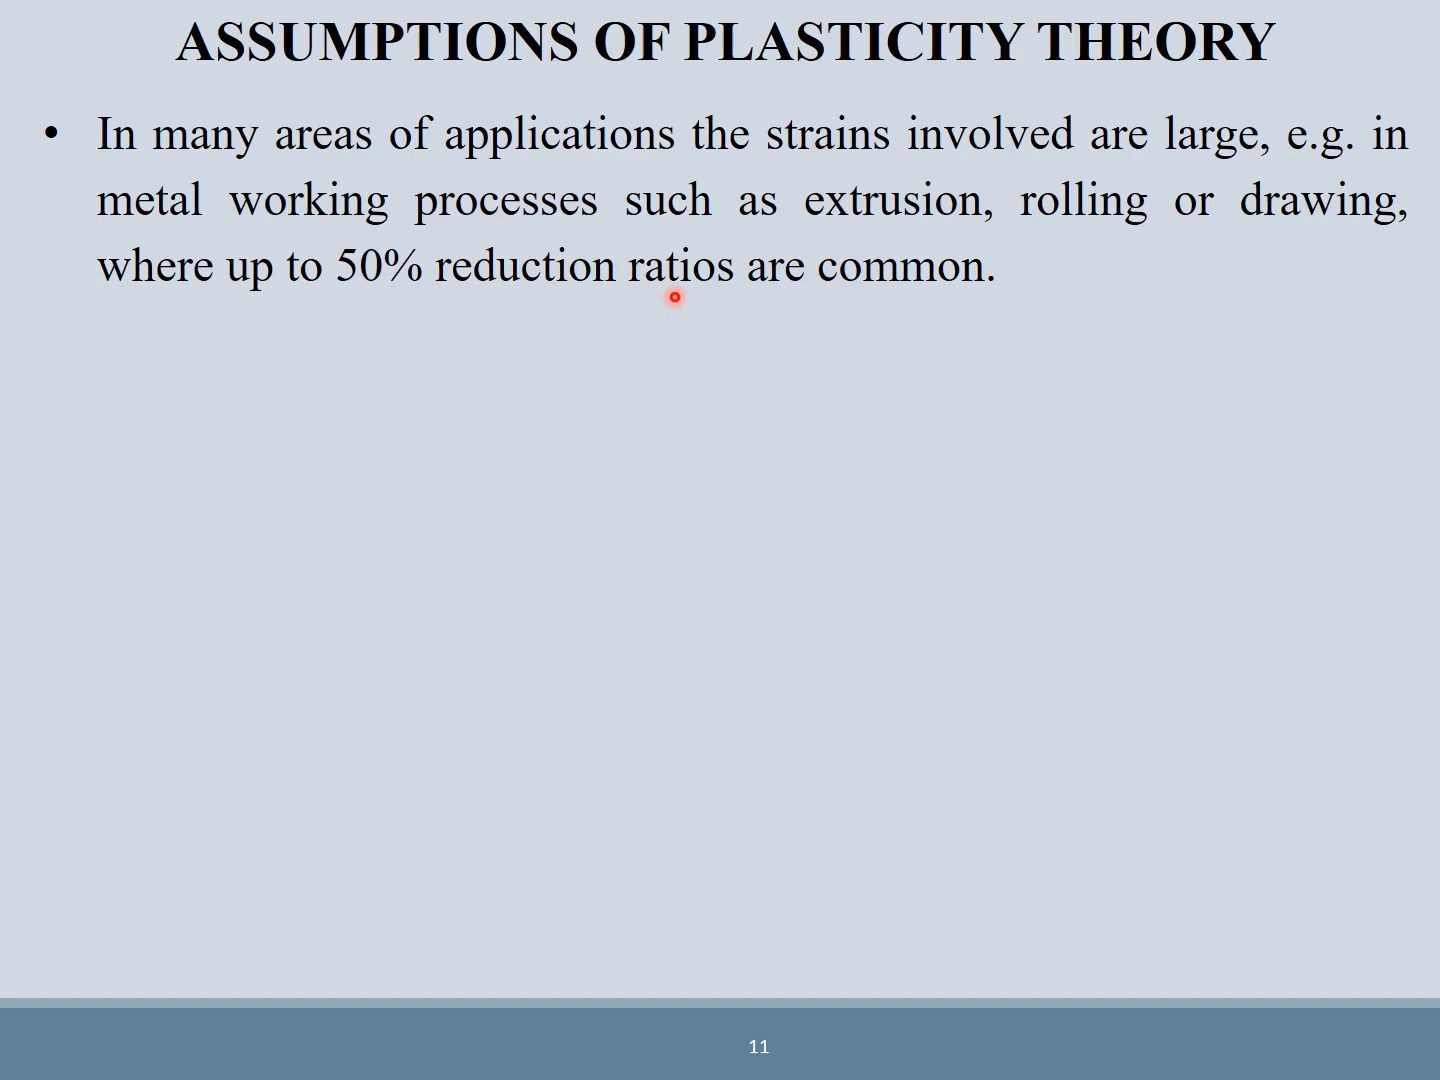 ASSUMPTIONS OF PLASTICITY THEORY
• In many areas of applications the strains involved are large, e.g. in
metal working processes such as extrusion, rolling or drawing,
where up to 50% reduction ratios are common.
11